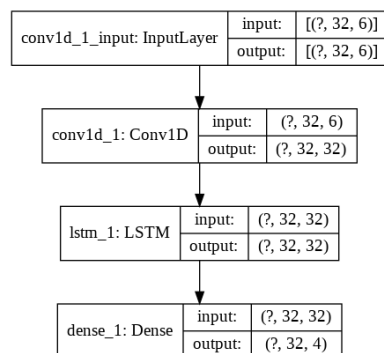 conv1d_1_input: InputLayer
input: [(?, 32, 6)]
output: [(?, 32, 6)]
conv1d_1: Conv1D
input: (?, 32, 6)
output: (?, 32, 32)
lstm_1: LSTM
input: (?, 32, 32)
output: (?, 32, 32)
dense_1: Dense
input: (?, 32, 32)
output: (?, 32, 4)